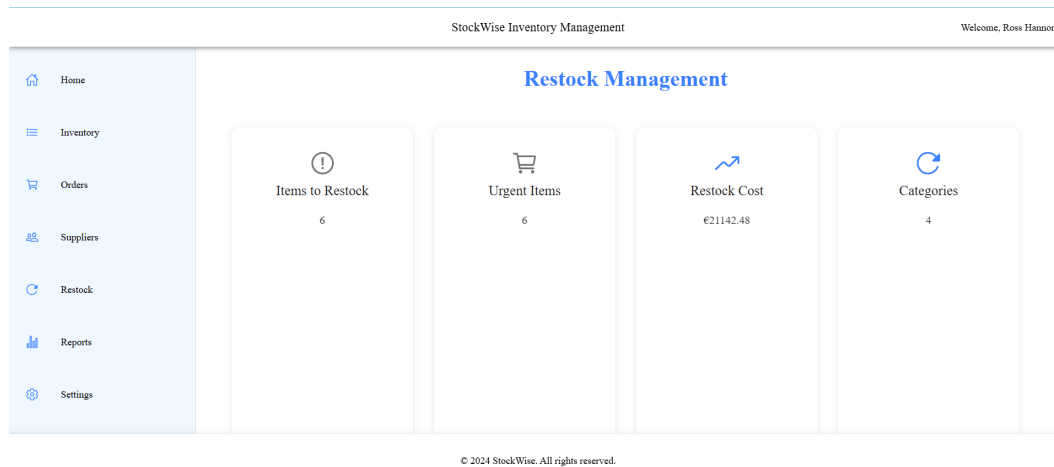 StockWise Inventory Management
Welcome, Ross Hannon
Home
Inventory
Orders
Suppliers
Restock
Reports
Settings
Restock Management
Items to Restock
6
Urgent Items
6
Restock Cost
€21142.48
Categories
4
© 2024 StockWise. All rights reserved.